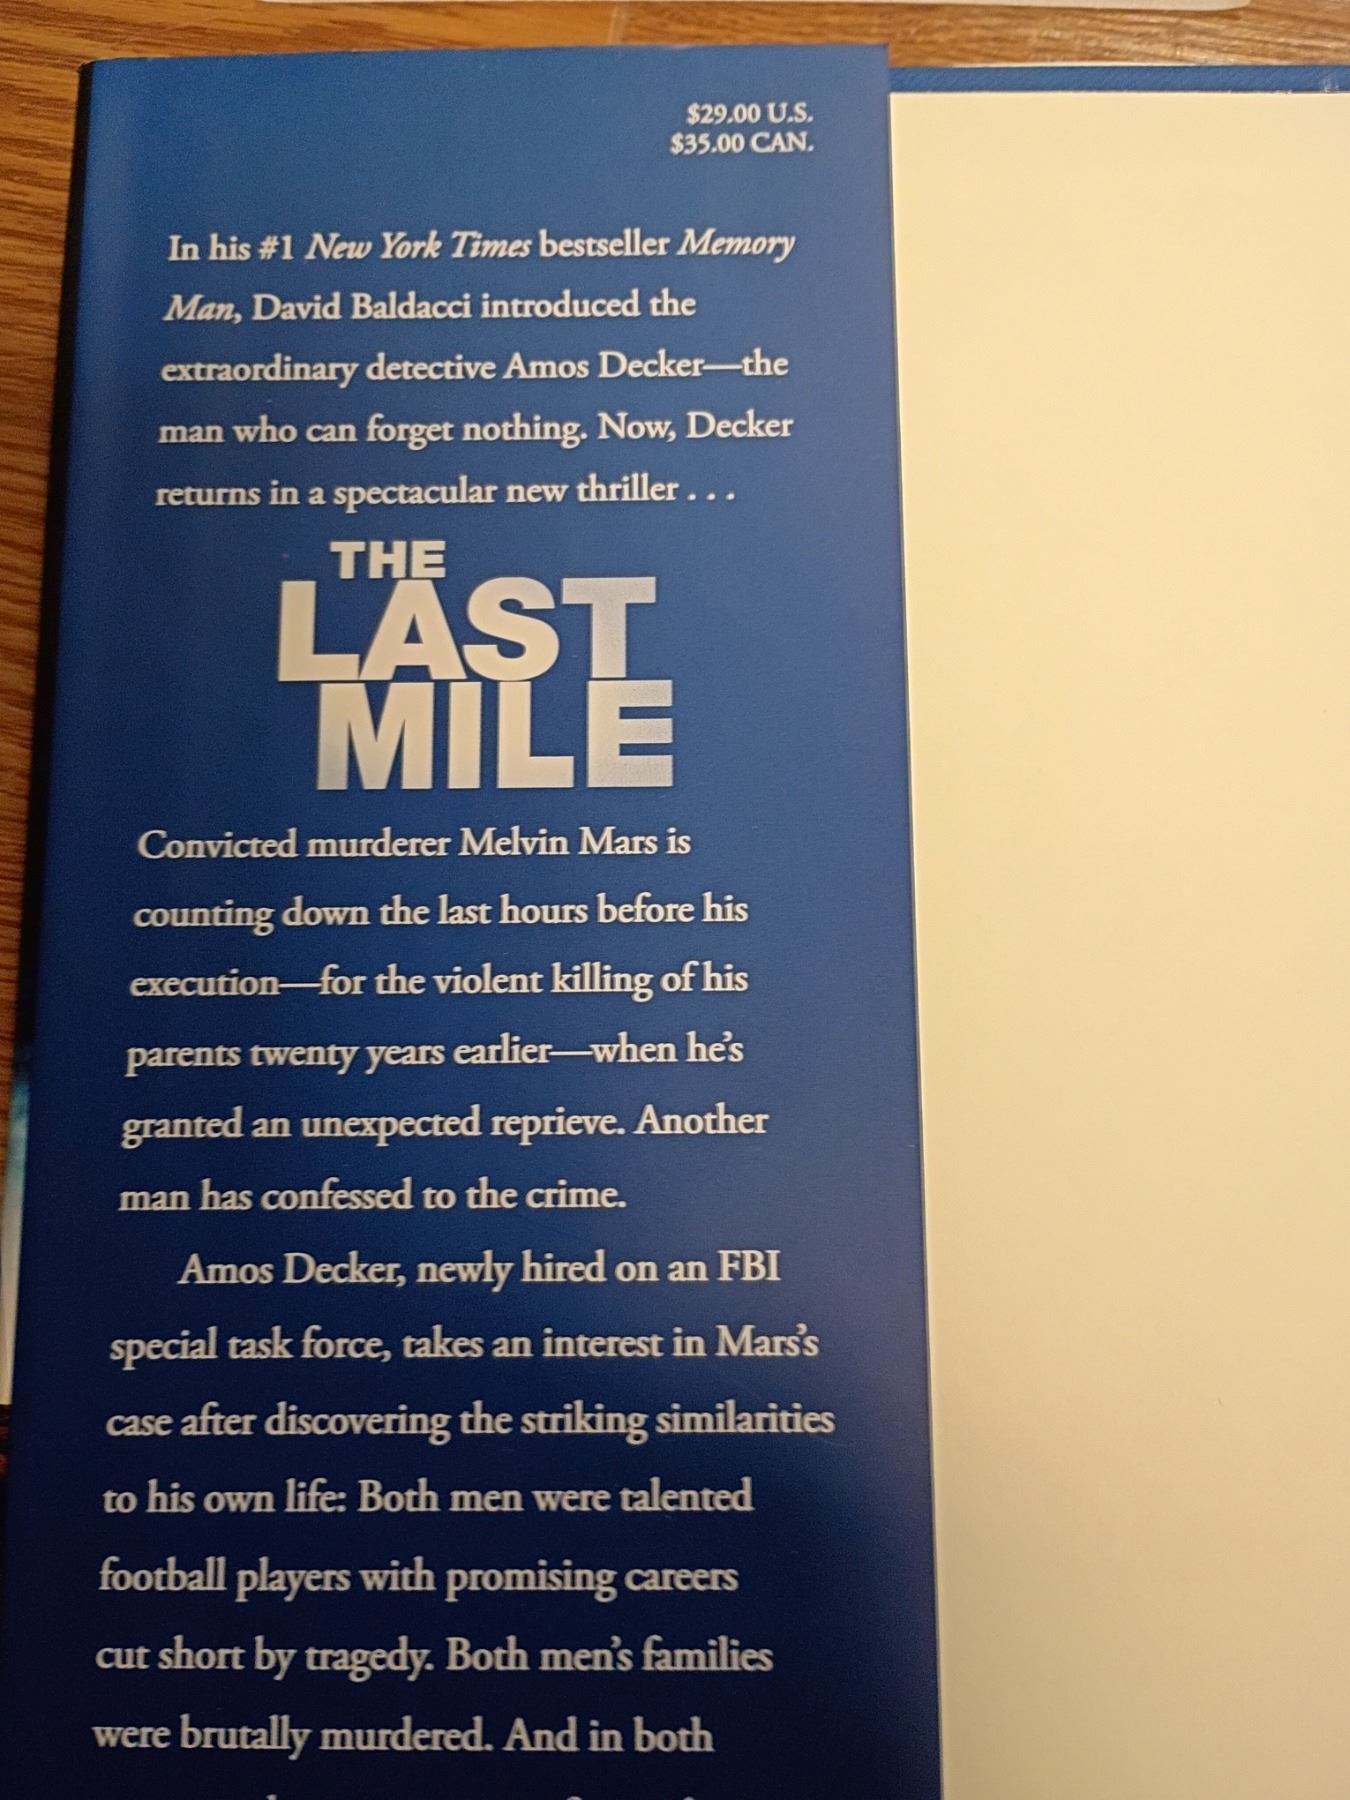 $29.00 U.S.
$35.00 CAN.
In his #1 New York Times bestseller Memory
Man, David Baldacci introduced the
extraordinary detective Amos Decker—the
man who can forget nothing. Now, Decker
returns in a spectacular new thriller . . .
THE
LAST
MILE
Convicted murderer Melvin Mars is
counting down the last hours before his
execution—for the violent killing of his
parents twenty years earlier—when he's
granted an unexpected reprieve. Another
man has confessed to the crime.
Amos Decker, newly hired on an FBI
special task force, takes an interest in Mars's
case after discovering the striking similarities
to his own life: Both men were talented
football players with promising careers
cut short by tragedy. Both men's families
were brutally murdered. And in both